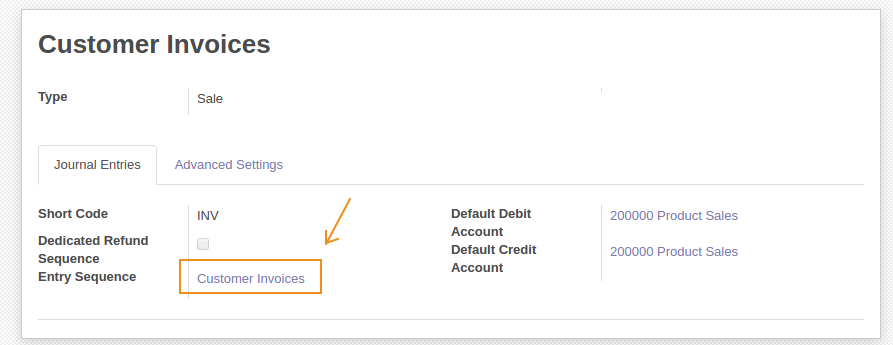 Customer Invoices
Type
Sale
Journal Entries
Advanced Settings
Short Code
INV
Dedicated Refund
Sequence
Entry Sequence
Customer Invoices
Default Debit
Account
200000 Product Sales
Default Credit
Account
200000 Product Sales